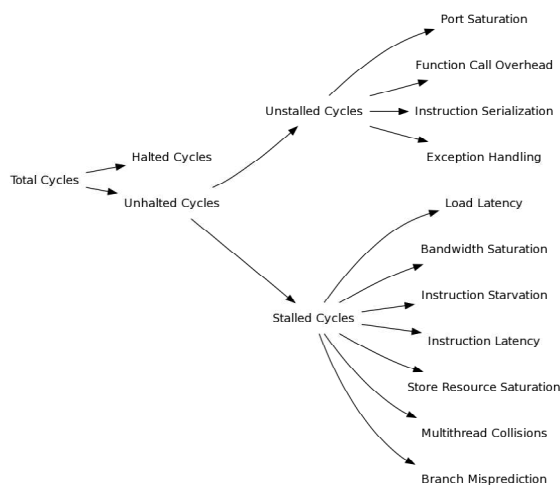 Port Saturation
Function Call Overhead
Unstalled Cycles
Instruction Serialization
Halted Cycles
Exception Handling
Total Cycles
Unhalted Cycles
Load Latency
Bandwidth Saturation
Instruction Starvation
Stalled Cycles
Instruction Latency
Store Resource Saturation
Multithread Collisions
Branch Misprediction